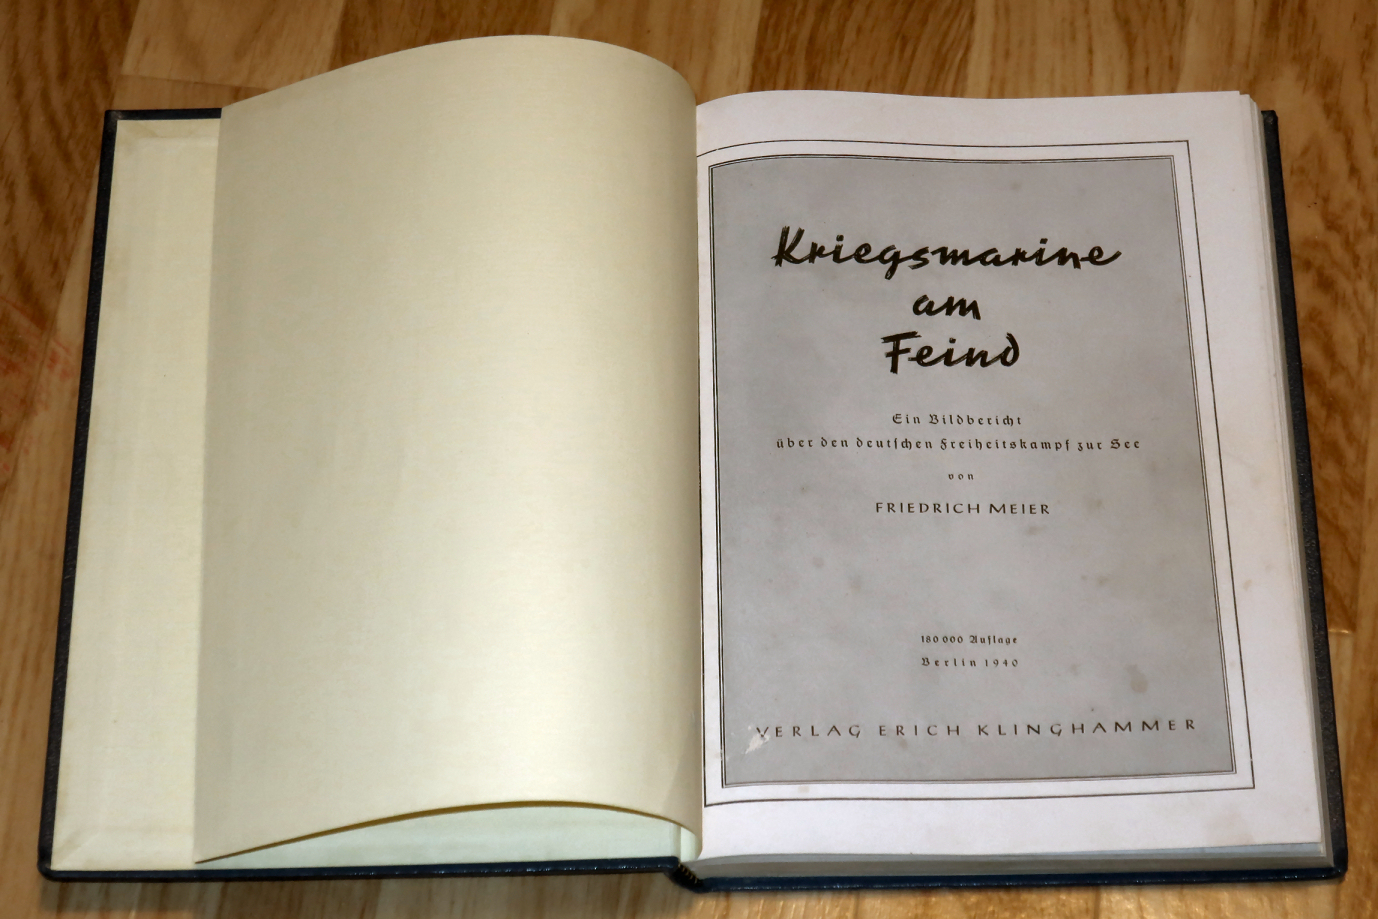 Kriegsmarine
am
Feind
Ein Bildbericht
über den deutſchen Freiheitskampf zur See
von
FRIEDRICH MEIER
180 000 Auflage
Berlin 1940
VERLAG ERICH KLINGHAMMER